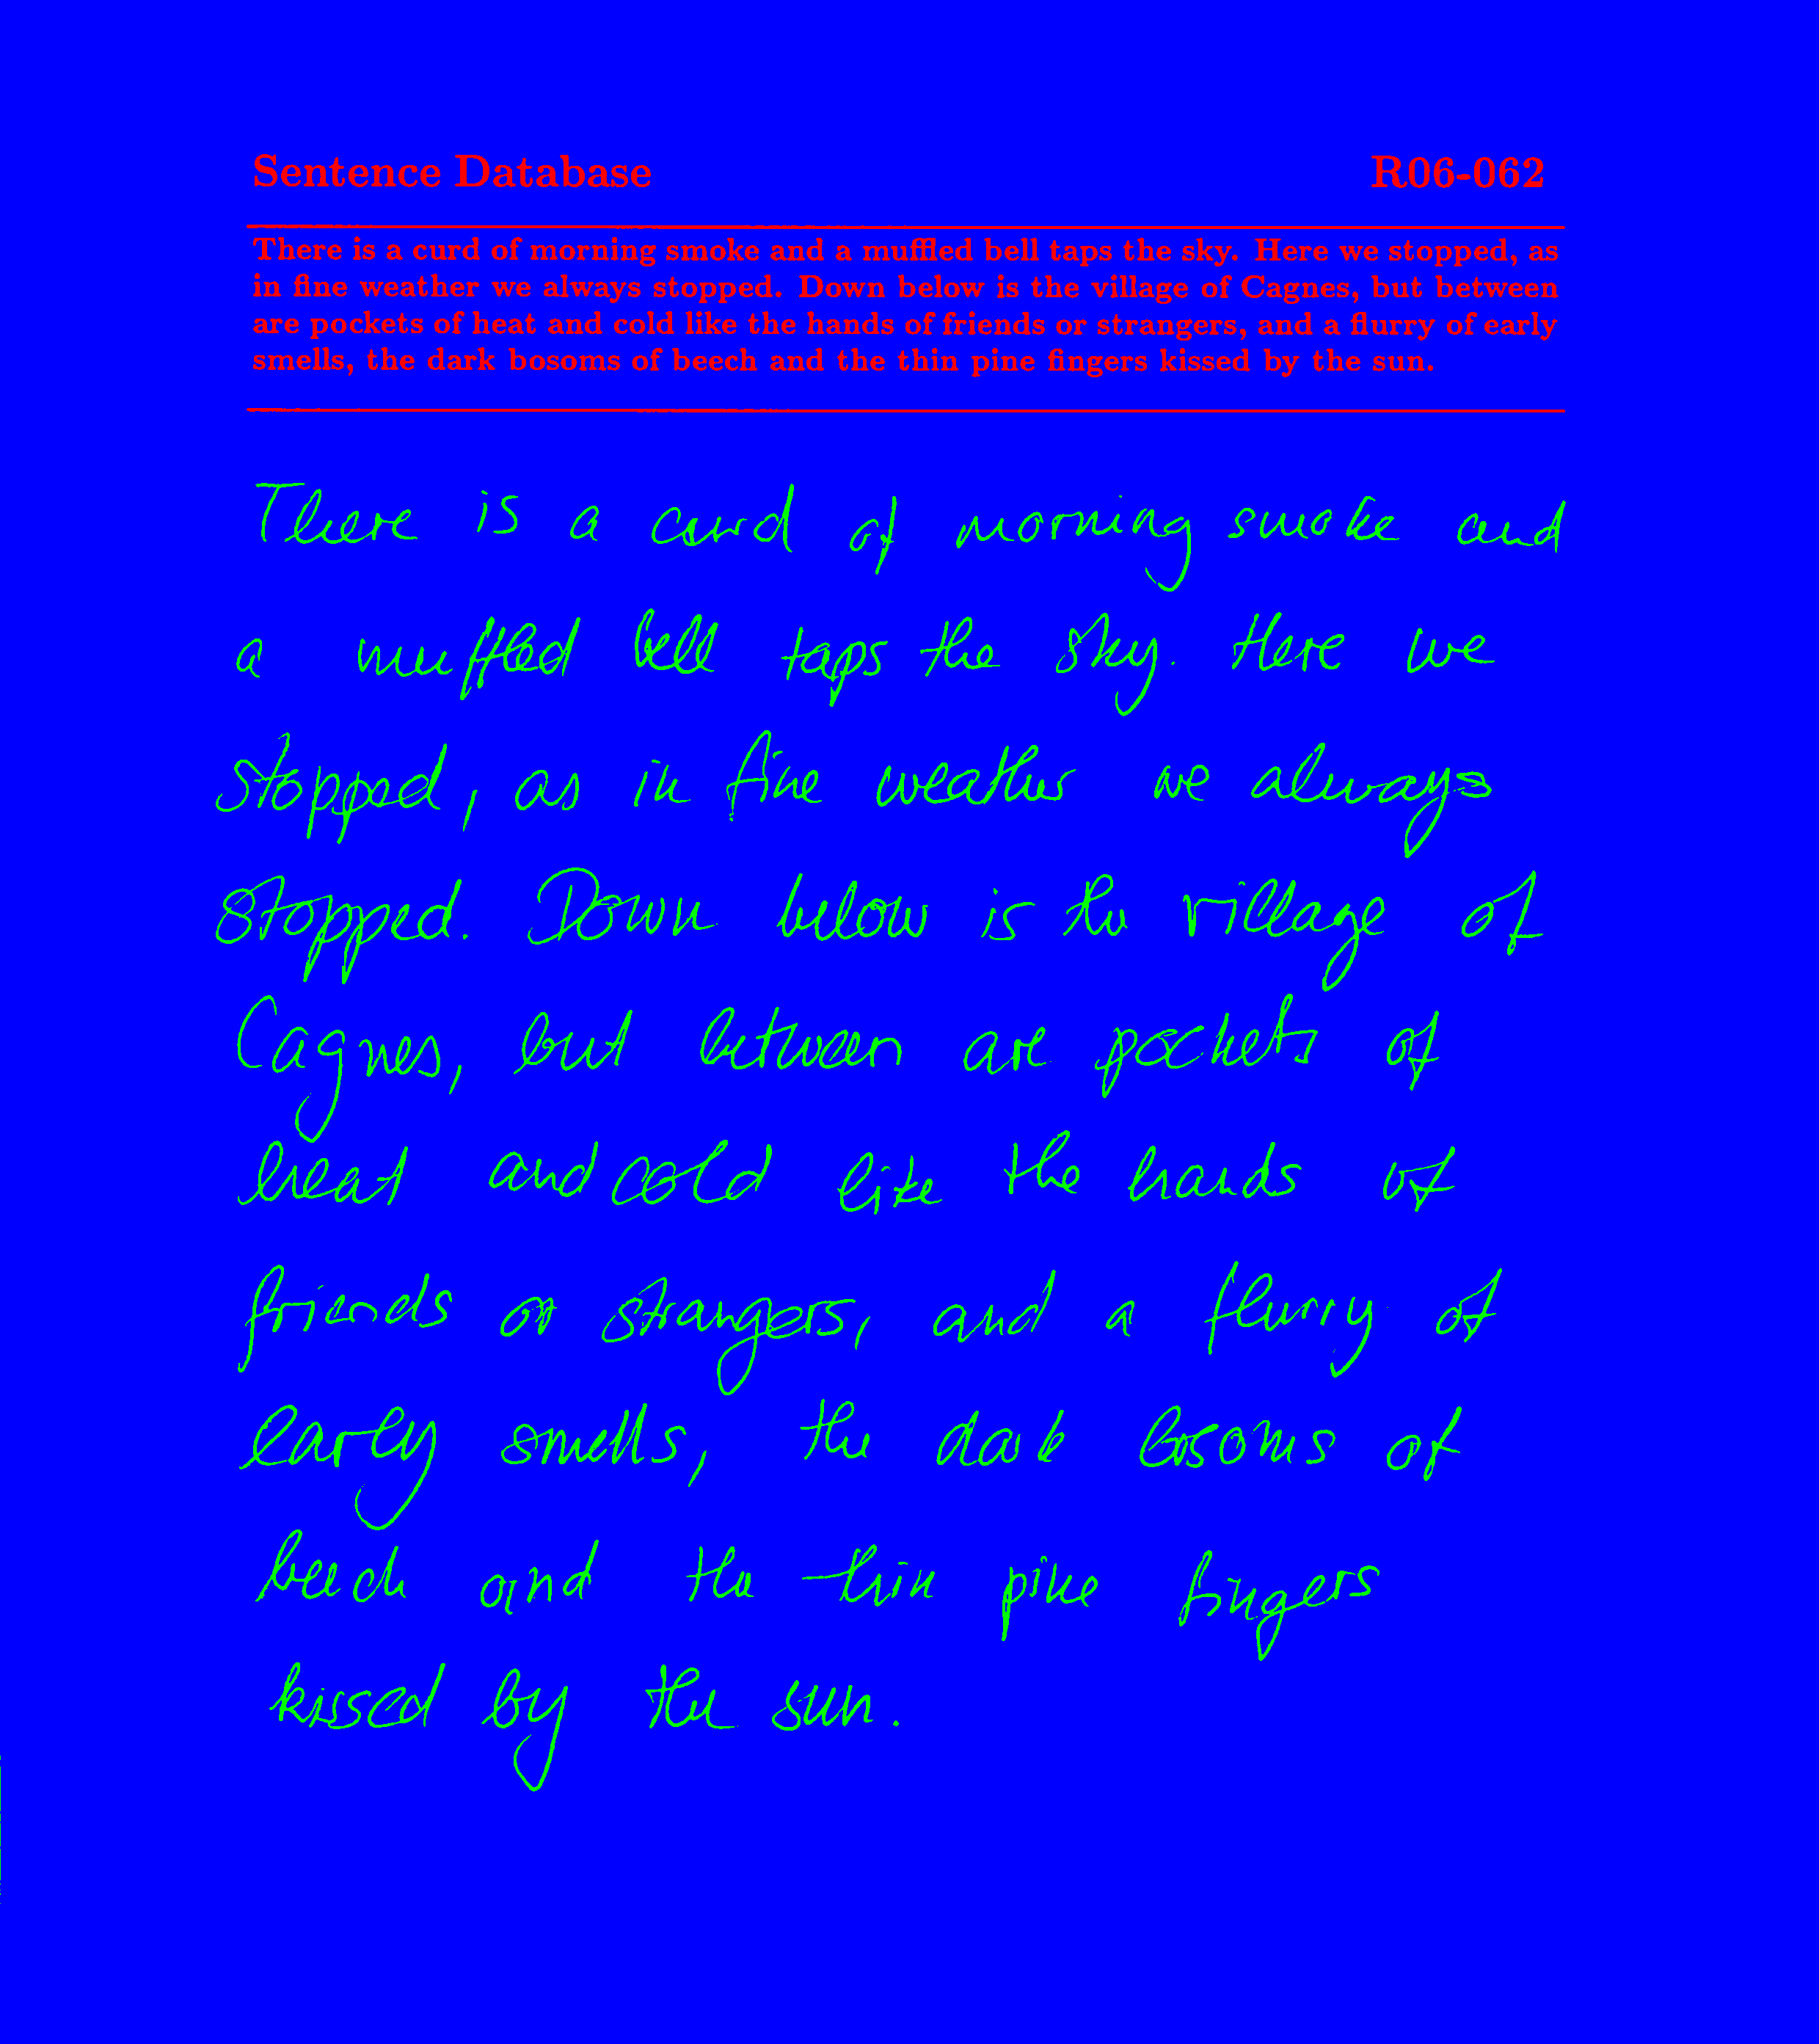 Sentence Database R06-062
There is a curd of morning smoke and a muffled bell taps the sky. Here we stopped, as
in fine weather we always stopped. Down below is the village of Cagnes, but between
are pockets of heat and cold like the hands of friends or strangers, and a flurry of early
smells, the dark bosoms of beech and the thin pine fingers kissed by the sun.
There is a curd of morning smoke and
a muffled bell taps the sky. Here we
stopped, as in fine weather we always
stopped. Down below is the village of
Cagnes, but between are pockets of
heat and cold like the hands of
friends or strangers, and a flurry of
early smells, the dark bosoms of
beech and the thin pine fingers
kissed by the sun.